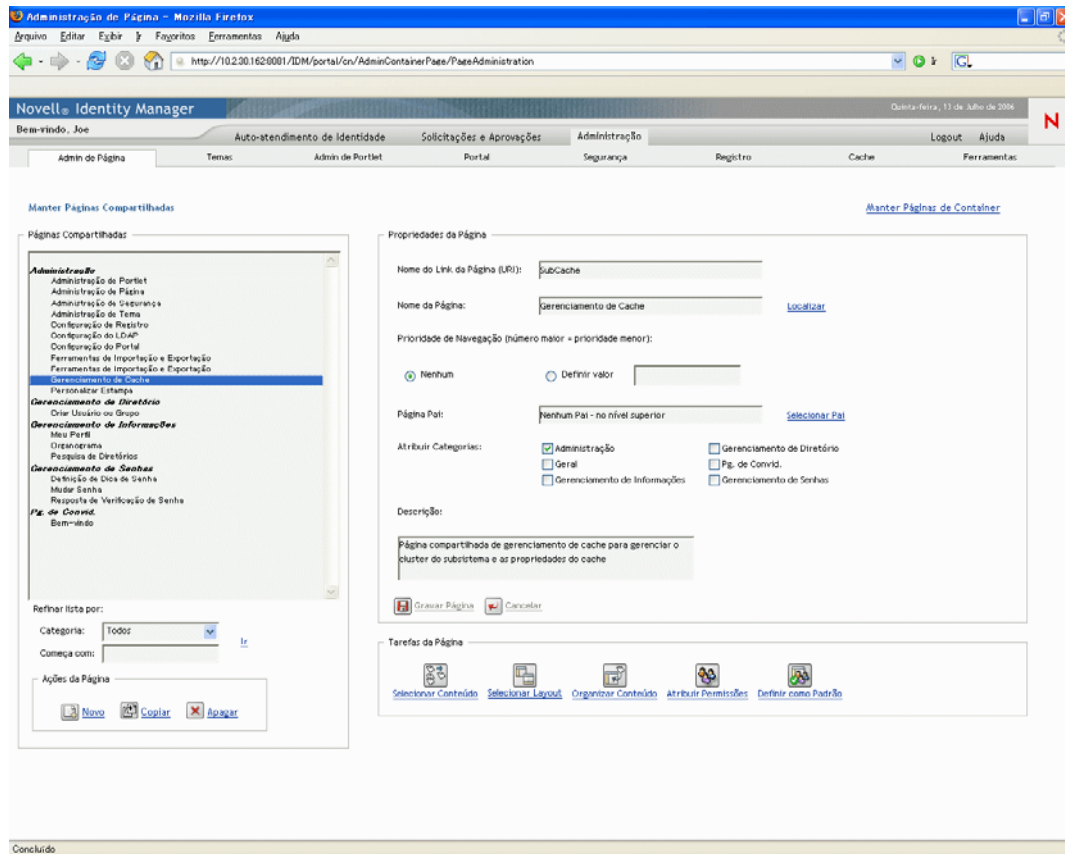 Administração de Página - Mozilla Firefox
Arquivo Editar Exibir Ir Favoritos Ferramentas Ajuda
http://10.2.30.162:8081/IDM/portal/cn/AdminContainerPage/PageAdministration
Ir
G
Novell® Identity Manager
Quinta-feira, 13 de Julho de 2006
N
Bem-vindo, Joe
Auto-atendimento de Identidade Solicitações e Aprovações Administração Logout Ajuda
Admin de Página Temas Admin de Portlet Portal Segurança Registro Cache Ferramentas
Manter Páginas Compartilhadas
Manter Páginas de Container
Páginas Compartilhadas
Administração
Administração de Portlet
Administração de Página
Administração de Segurança
Administração de Tema
Configuração de Registro
Configuração do LDAP
Configuração do Portal
Ferramentas de Importação e Exportação
Ferramentas de Importação e Exportação
Gerenciamento de Cache
Personalizar Estampa
Gerenciamento de Diretório
Criar Usuário ou Grupo
Gerenciamento de Informações
Meu Perfil
Organograma
Pesquisa de Diretórios
Gerenciamento de Senhas
Definição de Dica de Senha
Mudar Senha
Resposta de Verificação de Senha
Pg. de Convid.
Bem-vindo
Refinar lista por:
Categoria: Todos
Ir
Começa com:
Ações da Página
Novo Copiar Apagar
Propriedades da Página
Nome do Link da Página (URI): SubCache
Nome da Página: Gerenciamento de Cache Localizar
Prioridade de Navegação (número maior = prioridade menor):
Nenhum Definir valor
Página Pai: Nenhum Pai - no nível superior Selecionar Pai
Atribuir Categorias: Administração Gerenciamento de Diretório
Geral Pg. de Convid.
Gerenciamento de Informações Gerenciamento de Senhas
Descrição:
Página compartilhada de gerenciamento de cache para gerenciar o
cluster do subsistema e as propriedades do cache
Gravar Página Cancelar
Tarefas da Página
Selecionar Conteúdo Selecionar Layout Organizar Conteúdo Atribuir Permissões Definir como Padrão
Concluído